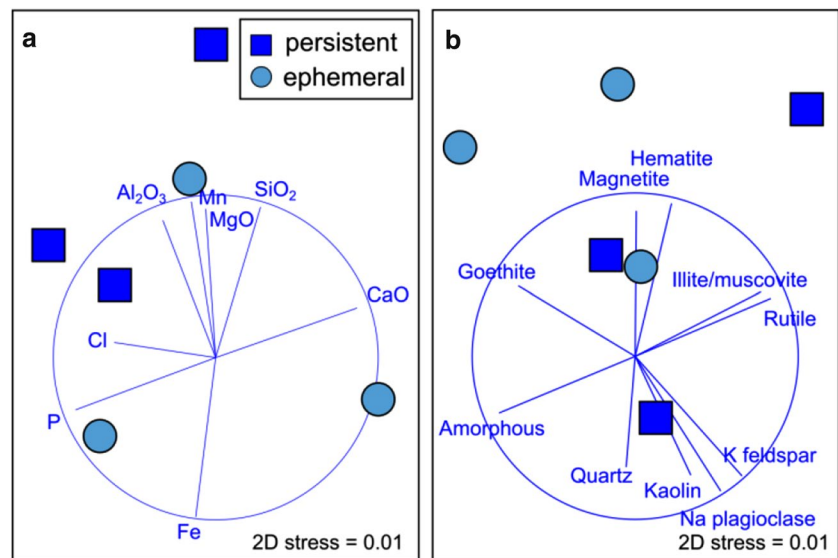 a
persistent
ephemeral
Al₂O₃
Mn
SiO₂
MgO
CaO
Cl
P
Fe
2D stress = 0.01
b
Hematite
Magnetite
Goethite
Illite/muscovite
Rutile
Amorphous
K feldspar
Quartz
Kaolin
Na plagioclase
2D stress = 0.01